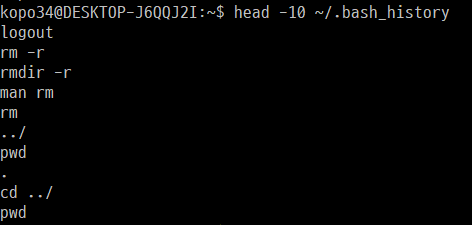 kopo34@DESKTOP-J6QQJ2I:~$ head -10 ~/.bash_history
logout
rm -r
rmdir -r
man rm
rm
../
pwd
.
cd ../
pwd